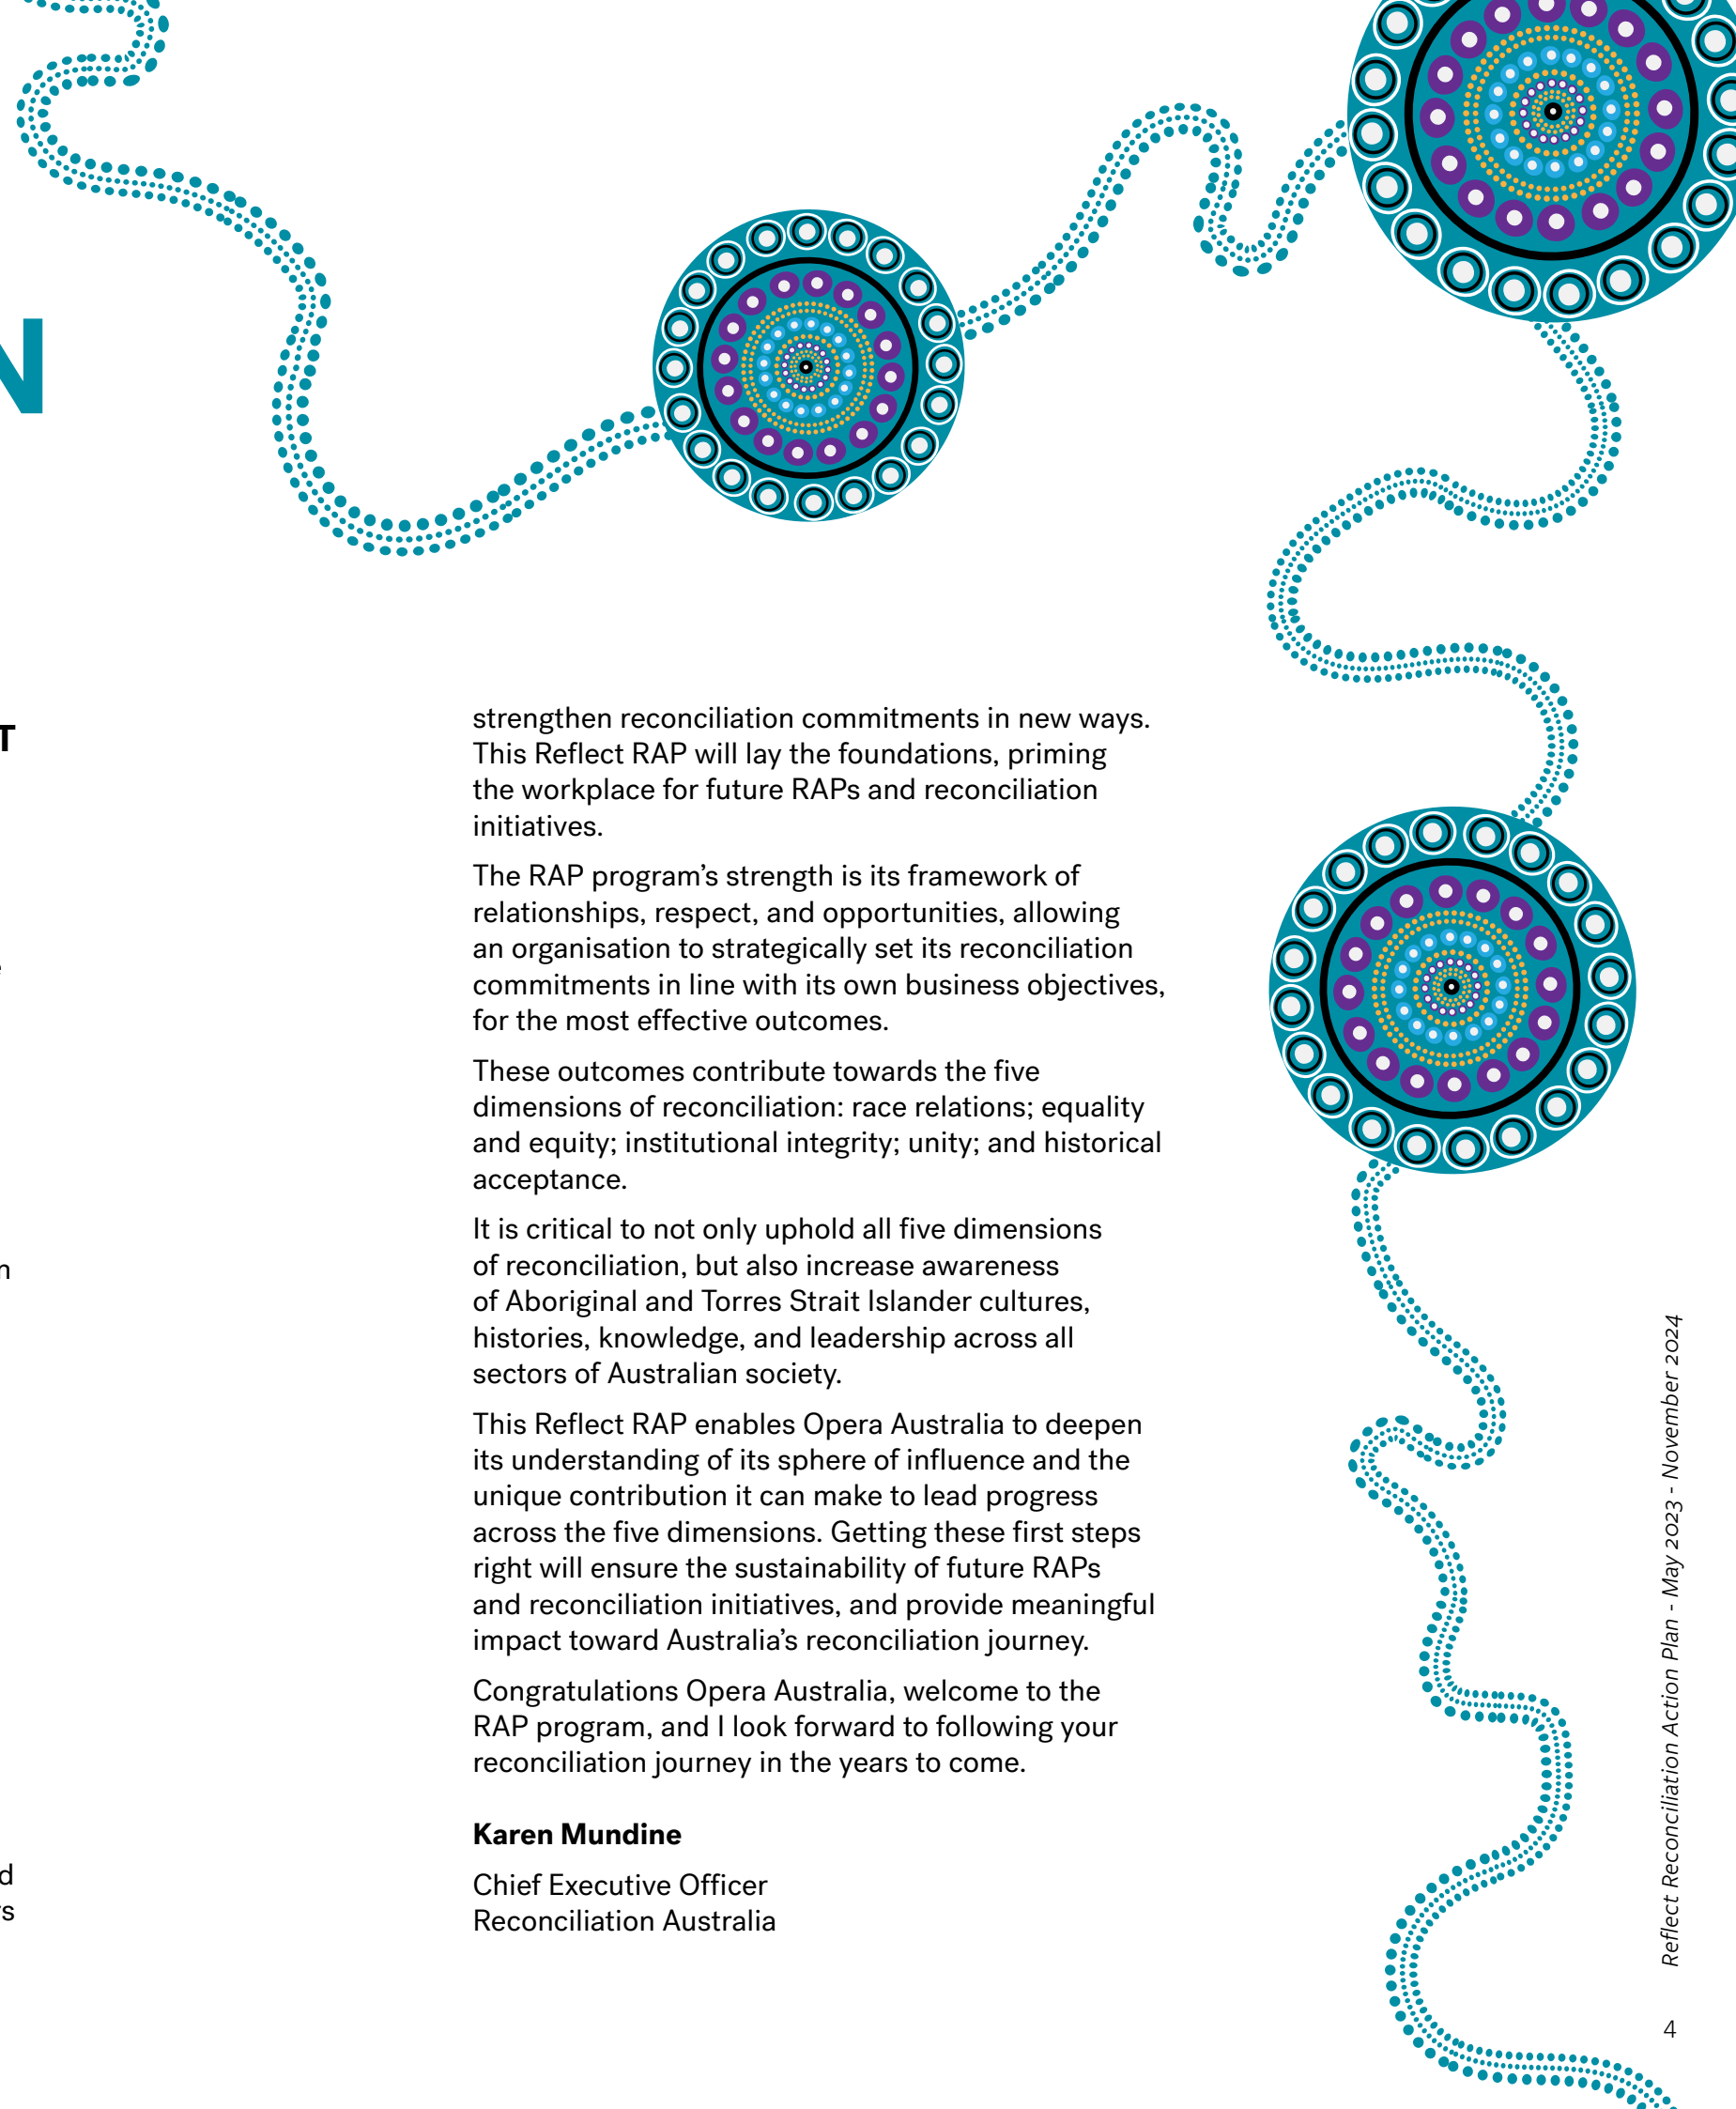 N
T
e
n
d
rs
strengthen reconciliation commitments in new ways.
This Reflect RAP will lay the foundations, priming
the workplace for future RAPs and reconciliation
initiatives.
The RAP program’s strength is its framework of
relationships, respect, and opportunities, allowing
an organisation to strategically set its reconciliation
commitments in line with its own business objectives,
for the most effective outcomes.
These outcomes contribute towards the five
dimensions of reconciliation: race relations; equality
and equity; institutional integrity; unity; and historical
acceptance.
It is critical to not only uphold all five dimensions
of reconciliation, but also increase awareness
of Aboriginal and Torres Strait Islander cultures,
histories, knowledge, and leadership across all
sectors of Australian society.
This Reflect RAP enables Opera Australia to deepen
its understanding of its sphere of influence and the
unique contribution it can make to lead progress
across the five dimensions. Getting these first steps
right will ensure the sustainability of future RAPs
and reconciliation initiatives, and provide meaningful
impact toward Australia’s reconciliation journey.
Congratulations Opera Australia, welcome to the
RAP program, and I look forward to following your
reconciliation journey in the years to come.
Karen Mundine
Chief Executive Officer
Reconciliation Australia
Reflect Reconciliation Action Plan - May 2023 - November 2024
4